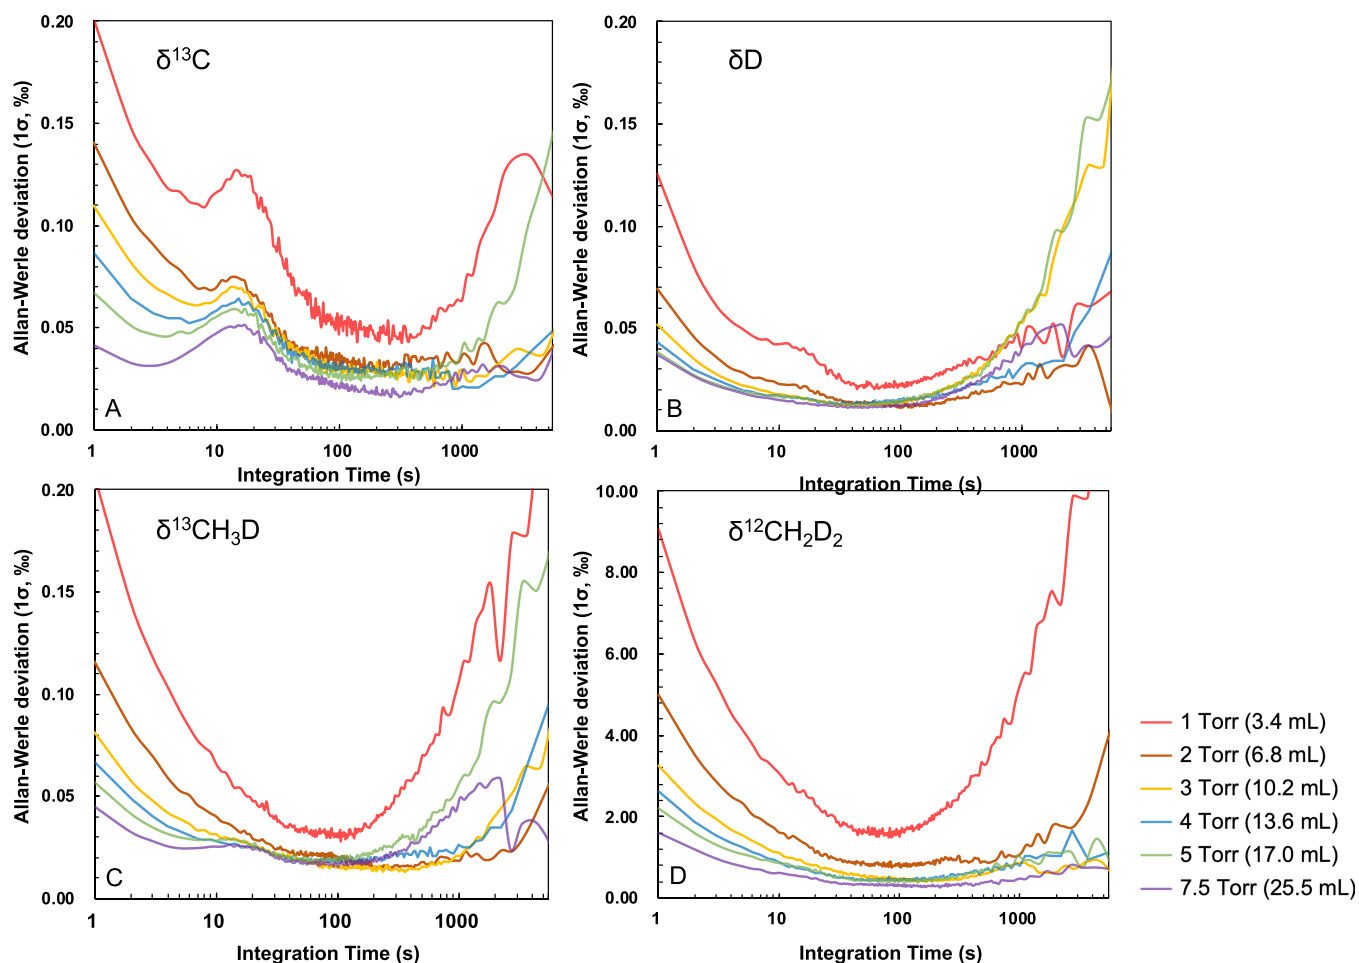 δ¹³C
Allan-Werle deviation (1σ, ‰)
0.20
0.15
0.10
0.05
0.00
A
1
10
100
1000
Integration Time (s)
δD
Allan-Werle deviation (1σ, ‰)
0.20
0.15
0.10
0.05
0.00
B
1
10
100
1000
Integration Time (s)
δ¹³CH₃D
Allan-Werle deviation (1σ, ‰)
0.20
0.15
0.10
0.05
0.00
C
1
10
100
1000
Integration Time (s)
δ¹²CH₂D₂
Allan-Werle deviation (1σ, ‰)
10.00
8.00
6.00
4.00
2.00
0.00
D
1
10
100
1000
Integration Time (s)
1 Torr (3.4 mL)
2 Torr (6.8 mL)
3 Torr (10.2 mL)
4 Torr (13.6 mL)
5 Torr (17.0 mL)
7.5 Torr (25.5 mL)